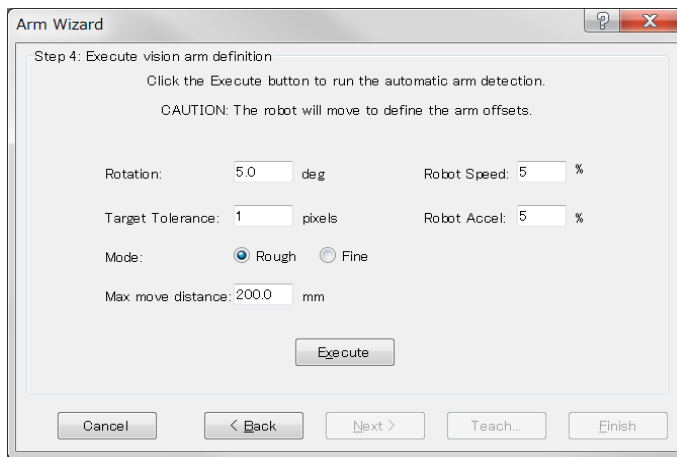 Arm Wizard
Step 4: Execute vision arm definition
Click the Execute button to run the automatic arm detection.
CAUTION: The robot will move to define the arm offsets.
Rotation: 5.0 deg Robot Speed: 5 %
Target Tolerance: 1 pixels Robot Accel: 5 %
Mode: Rough Fine
Max move distance: 200.0 mm
Execute
Cancel < Back Next > Teach... Finish